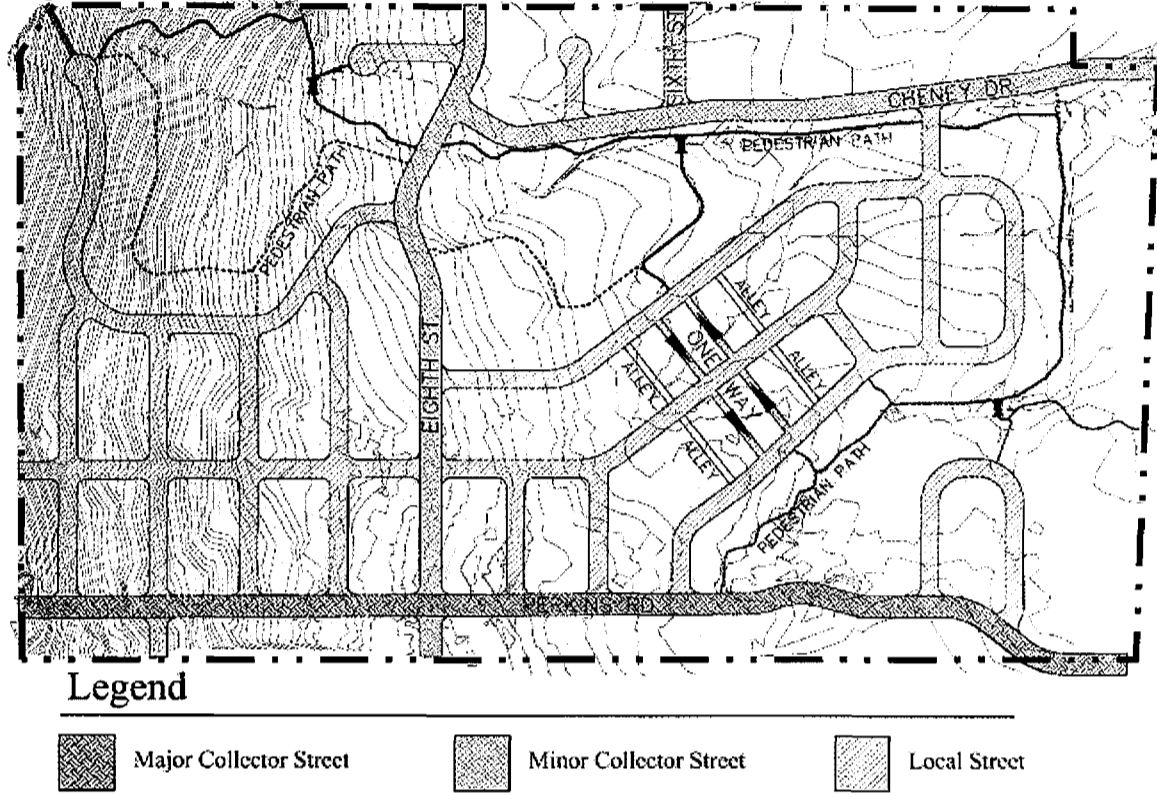 SIXTH ST.
CHENEY DR.
PEDESTRIAN PATH
PEDESTRIAN PATH
EIGHTH ST.
ALLEY
ONE
WAY
ALLEY
ALLEY
ALLEY
PEDESTRIAN PATH
PERKINS RD.
Legend
Major Collector Street
Minor Collector Street
Local Street